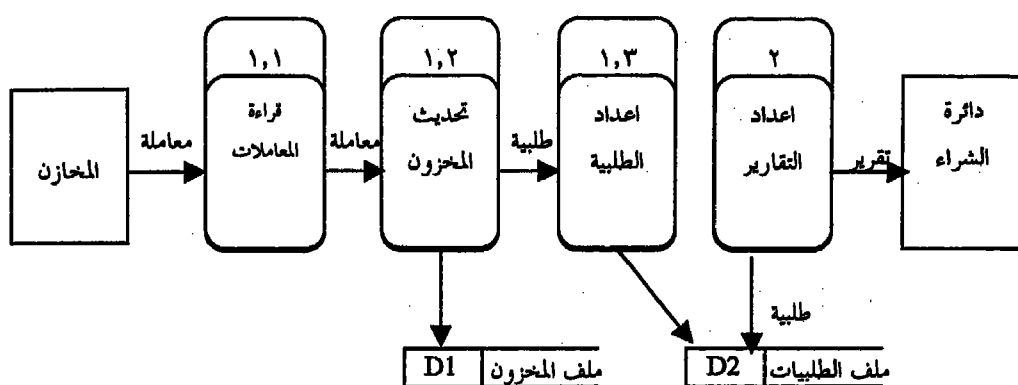 المخازن
معاملة
١,١
قراءة
المعاملات
معاملة
١,٢
تحديث
المخزون
طلبية
١,٣
اعداد
الطلبية
٢
اعداد
التقارير
تقرير
دائرة
الشراء
طلبية
D1 ملف المخزون
D2 ملف الطلبيات